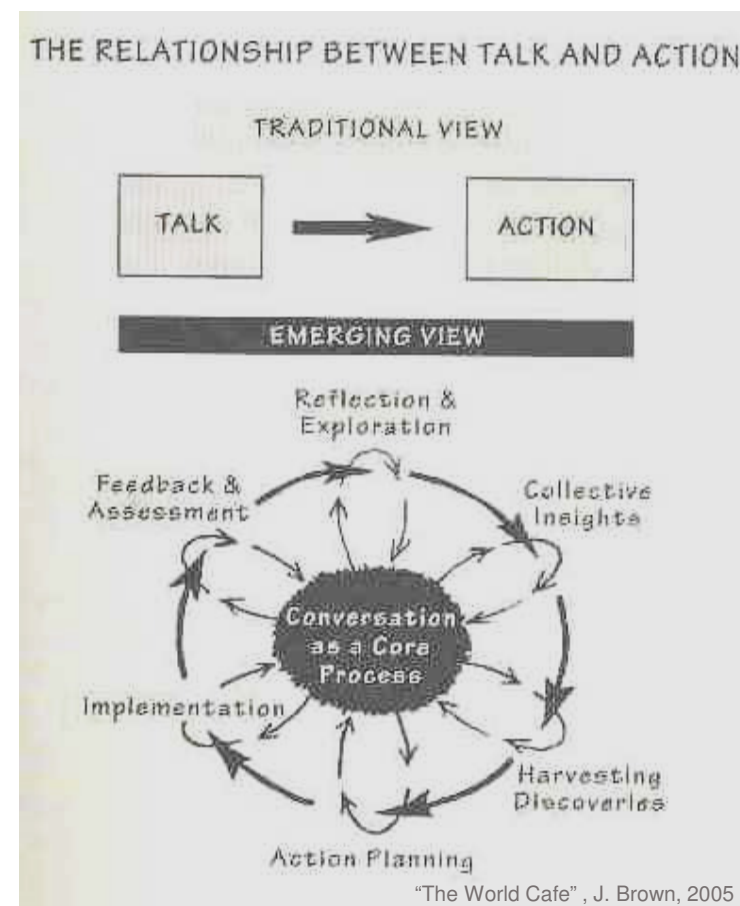 THE RELATIONSHIP BETWEEN TALK AND ACTION
TRADITIONAL VIEW
TALK
ACTION
EMERGING VIEW
Reflection &
Exploration
Feedback &
Assessment
Collective
Insights
Conversation
as a Core
Process
Implementation
Harvesting
Discoveries
Action Planning
"The World Cafe" , J. Brown, 2005